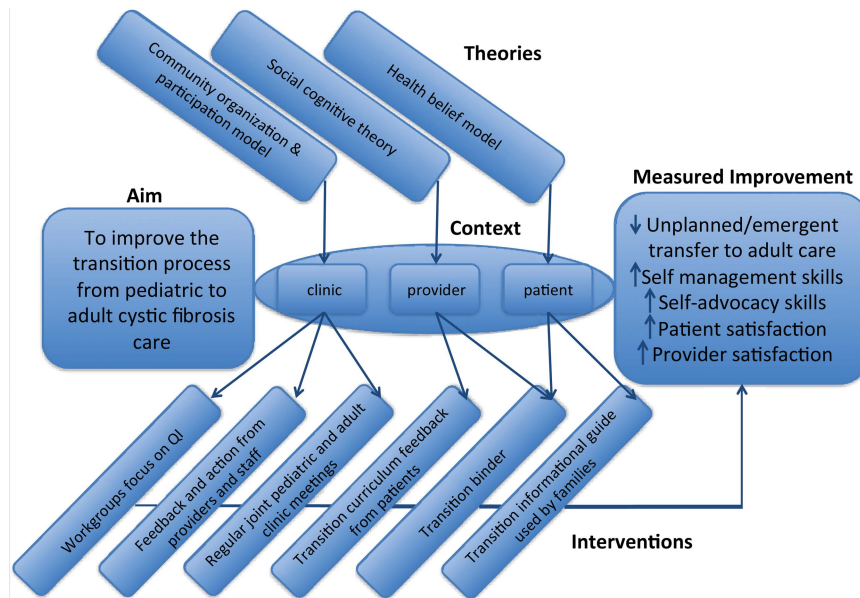 Theories
Community organization &
participation model
Social cognitive theory
Health belief model
Aim
To improve the
transition process
from pediatric to
adult cystic fibrosis
care
Context
clinic
provider
patient
Measured Improvement
↓ Unplanned/emergent
transfer to adult care
↑Self management skills
↑Self-advocacy skills
↑Patient satisfaction
↑Provider satisfaction
Workgroups focus on QI
Feedback and action from
providers and staff
Regular joint pediatric and adult
clinic meetings
Transition curriculum feedback
from patients
Transition binder
Transition informational guide
used by families
Interventions